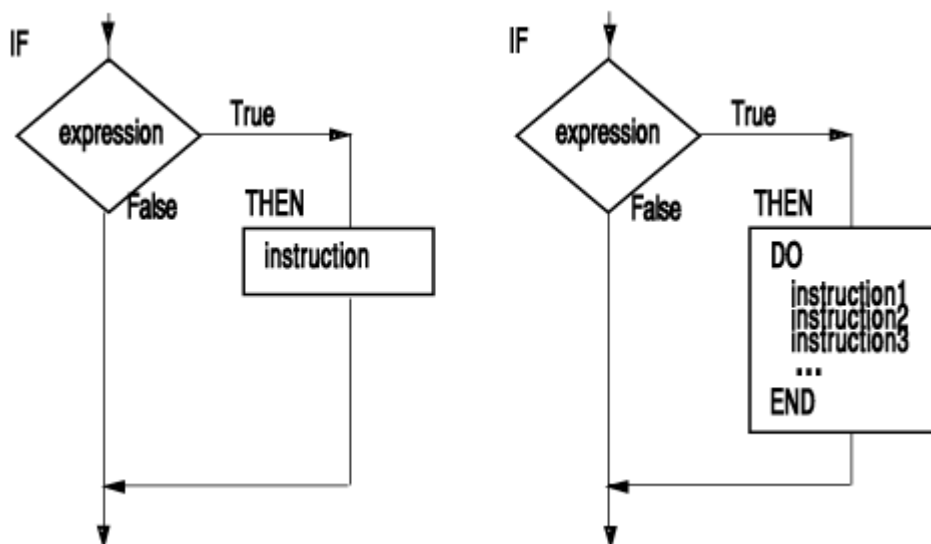 IF
expression
True
False
THEN
instruction
IF
expression
True
False
THEN
DO
instruction1
instruction2
instruction3
...
END